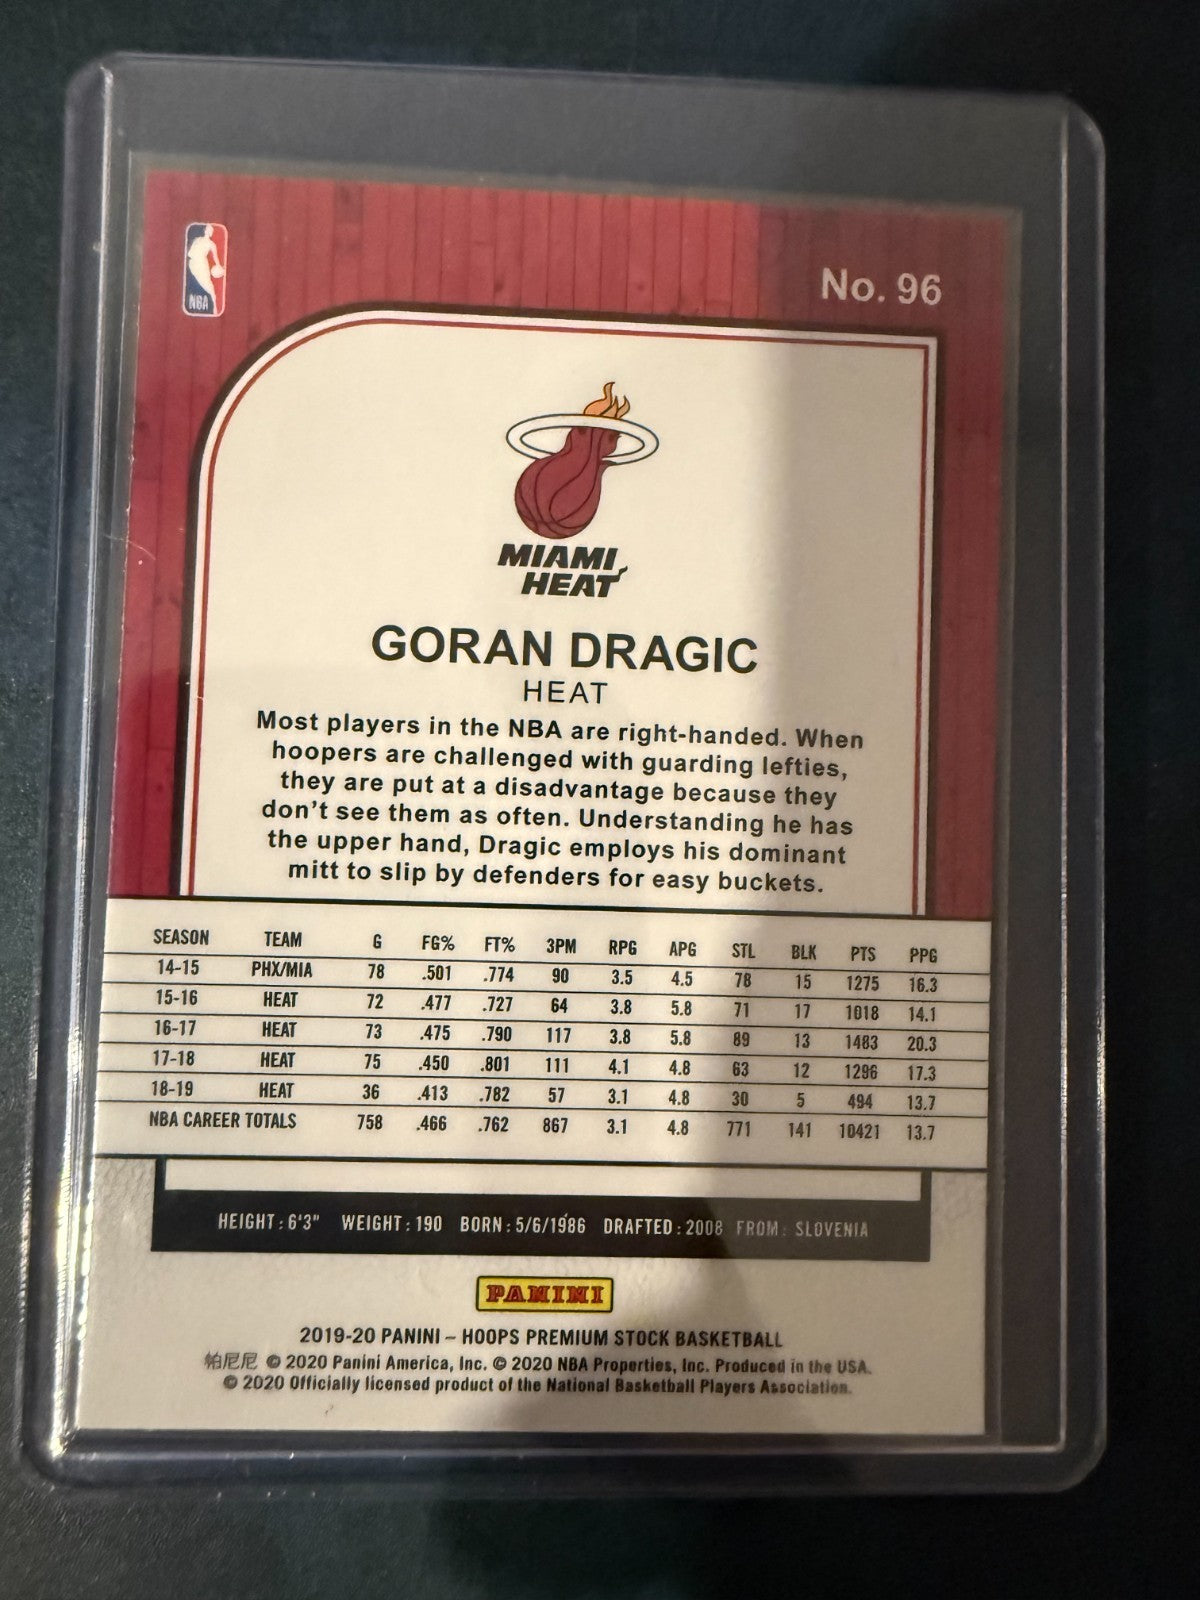 NBA
No. 96
MIAMI
HEAT
GORAN DRAGIC
HEAT
Most players in the NBA are right-handed. When
hoopers are challenged with guarding lefties,
they are put at a disadvantage because they
don't see them as often. Understanding he has
the upper hand, Dragic employs his dominant
mitt to slip by defenders for easy buckets.
SEASON TEAM G FG% FT% 3PM RPG APG STL BLK PTS PPG
14-15 PHX/MIA 78 .501 .774 90 3.5 4.5 78 15 1275 16.3
15-16 HEAT 72 .477 .727 64 3.8 5.8 71 17 1018 14.1
16-17 HEAT 73 .475 .790 117 3.8 5.8 89 13 1483 20.3
17-18 HEAT 75 .450 .801 111 4.1 4.8 63 12 1296 17.3
18-19 HEAT 36 .413 .782 57 3.1 4.8 30 5 494 13.7
NBA CAREER TOTALS 758 .466 .762 867 3.1 4.8 771 141 10421 13.7
HEIGHT: 6'3" WEIGHT: 190 BORN: 5/6/1986 DRAFTED: 2008 FROM: SLOVENIA
PANINI
2019-20 PANINI – HOOPS PREMIUM STOCK BASKETBALL
帕尼尼 © 2020 Panini America, Inc. © 2020 NBA Properties, Inc. Produced in the USA.
© 2020 Officially licensed product of the National Basketball Players Association.